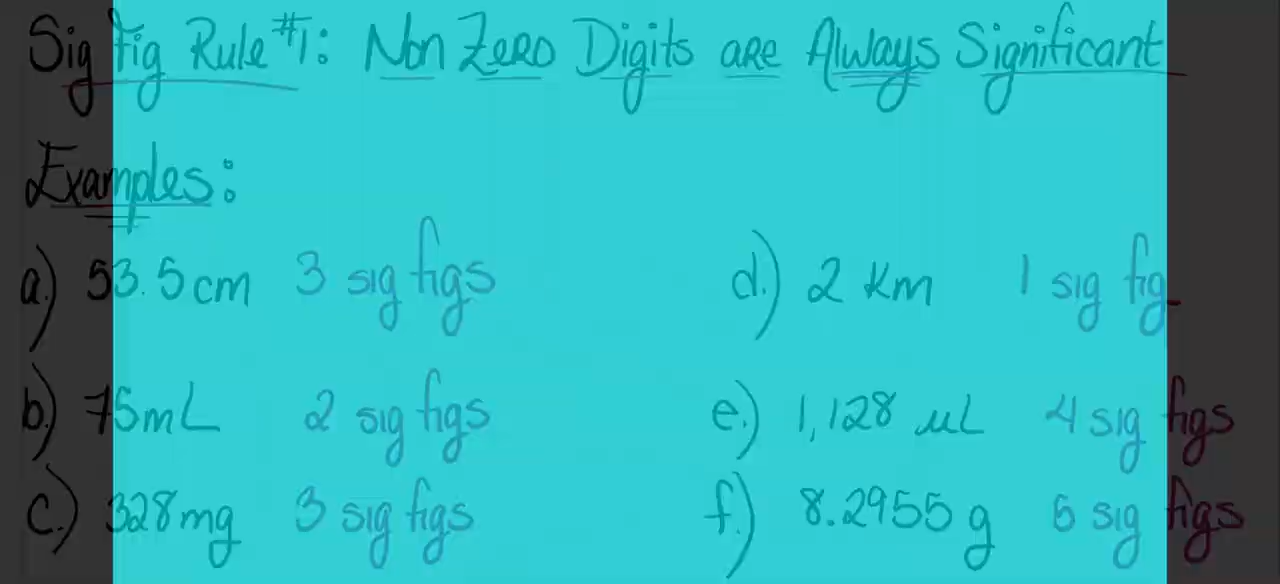 Sig Fig Rule #1: Non Zero Digits are Always Significant
Examples:
a.) 53.5 cm 3 sig figs
d.) 2 km 1 sig fig
b.) 75 mL 2 sig figs
e.) 1,128 µL 4 sig figs
c.) 328 mg 3 sig figs
f.) 8.2955 g 5 sig figs